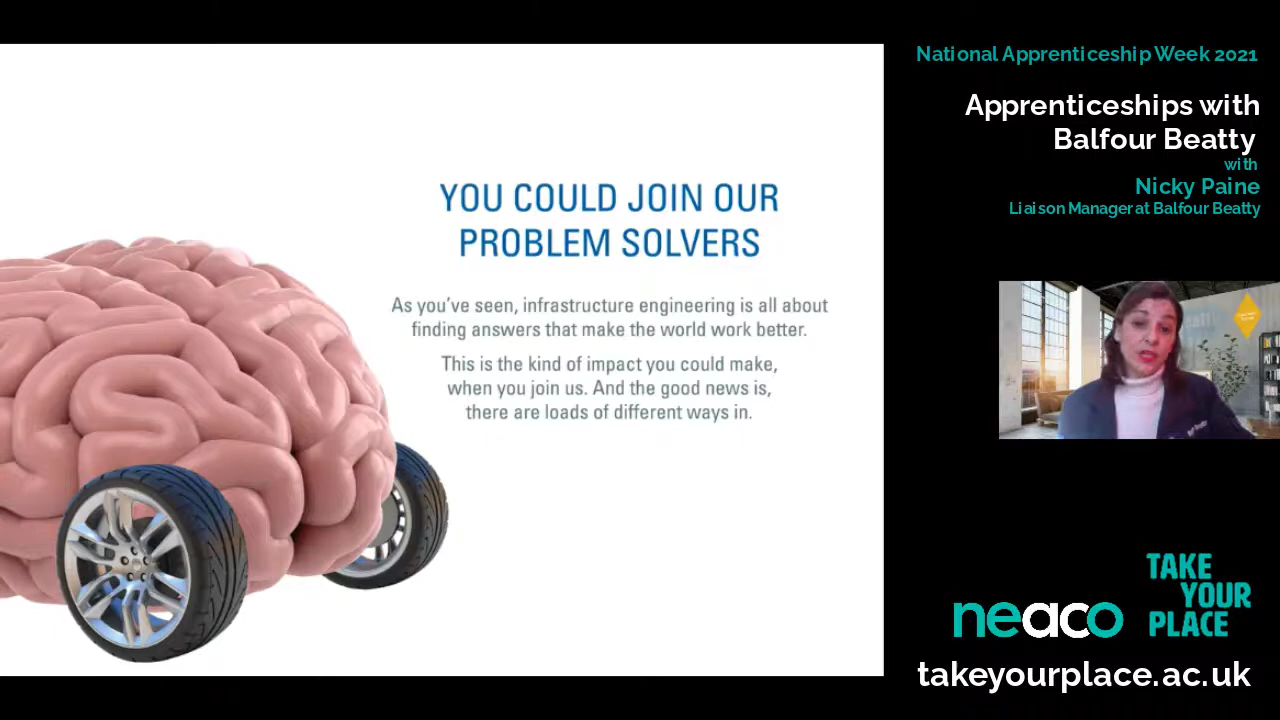 YOU COULD JOIN OUR
PROBLEM SOLVERS
As you've seen, infrastructure engineering is all about
finding answers that make the world work better.
This is the kind of impact you could make,
when you join us. And the good news is,
there are loads of different ways in.
National Apprenticeship Week 2021
Apprenticeships with
Balfour Beatty
with
Nicky Paine
Liaison Manager at Balfour Beatty
neaco
TAKE
YOUR
PLACE
takeyourplace.ac.uk